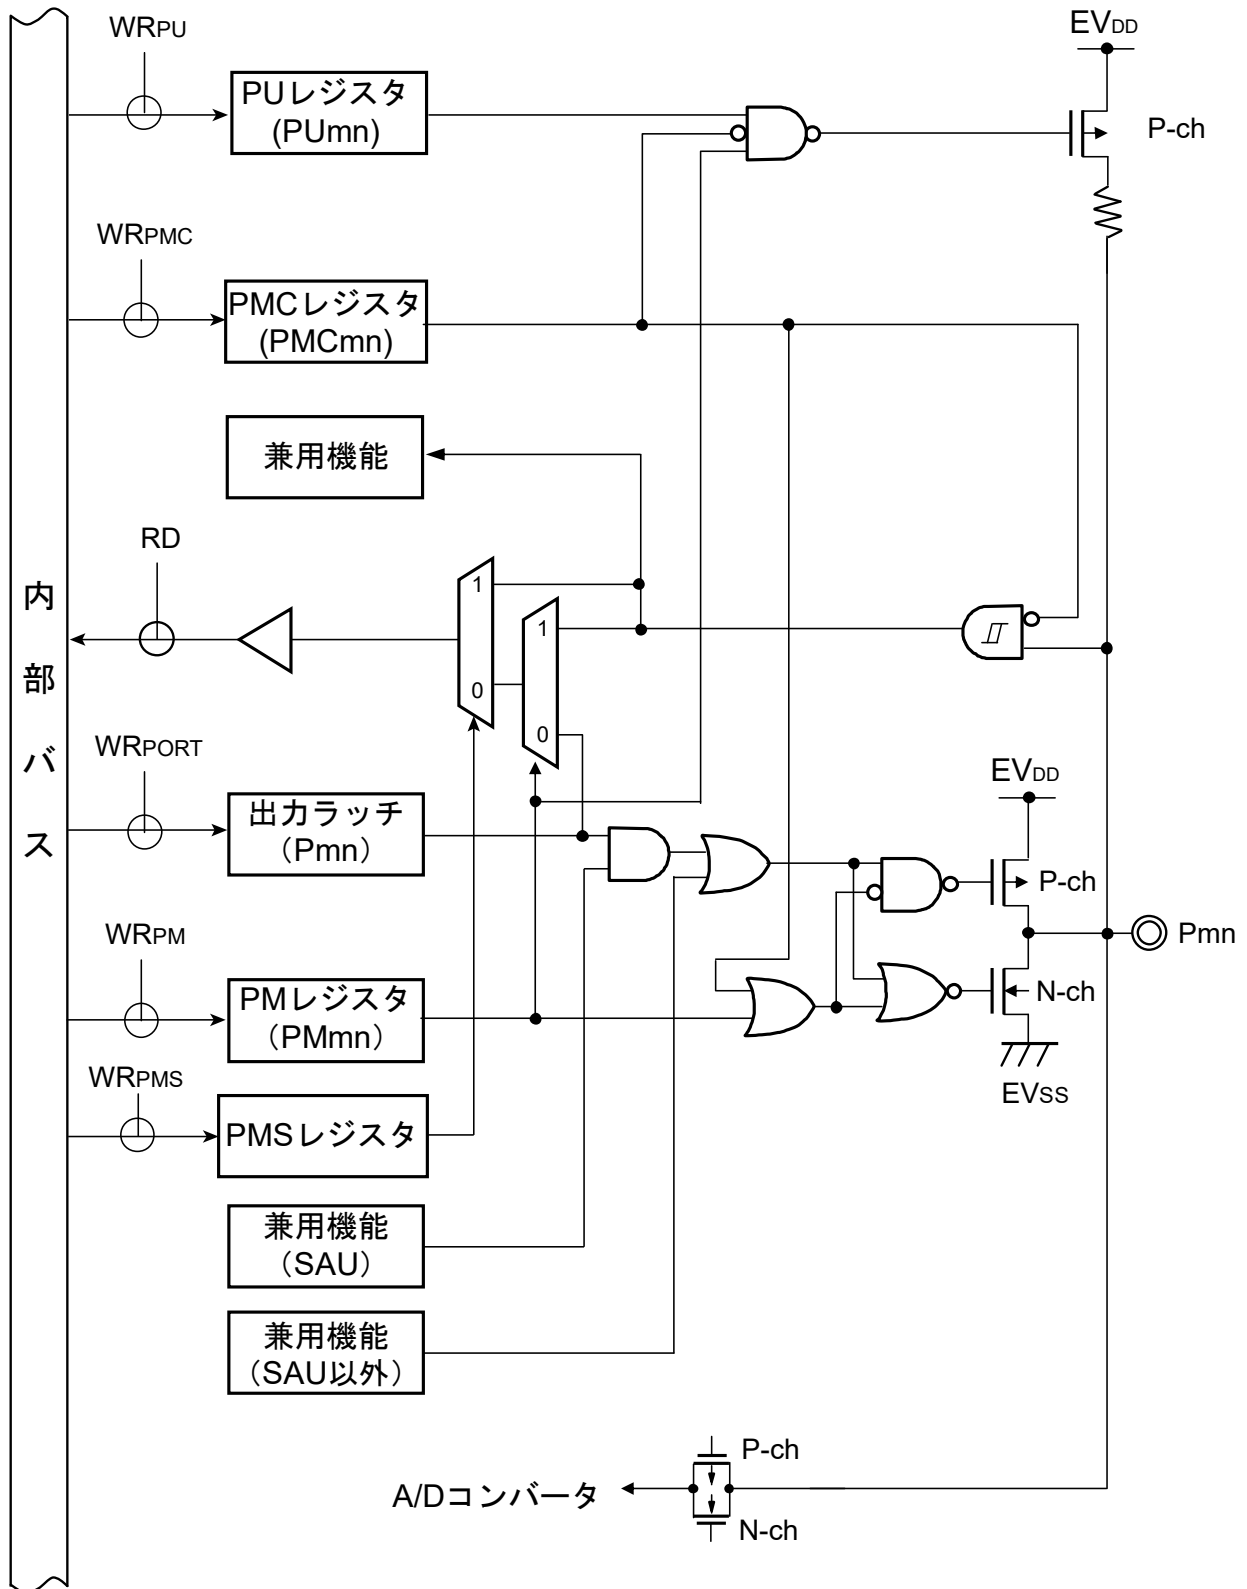 WRPU
EVDD
PUレジスタ
(PUmn)
P-ch
WRPMC
PMCレジスタ
(PMCmn)
兼用機能
RD
1
1
0
0
内部バス
WRPORT
出力ラッチ
（Pmn）
EVDD
P-ch
Pmn
WRPM
PMレジスタ
（PMmn）
N-ch
EVSS
WRPMS
PMSレジスタ
兼用機能
（SAU）
兼用機能
（SAU以外）
P-ch
A/Dコンバータ
N-ch